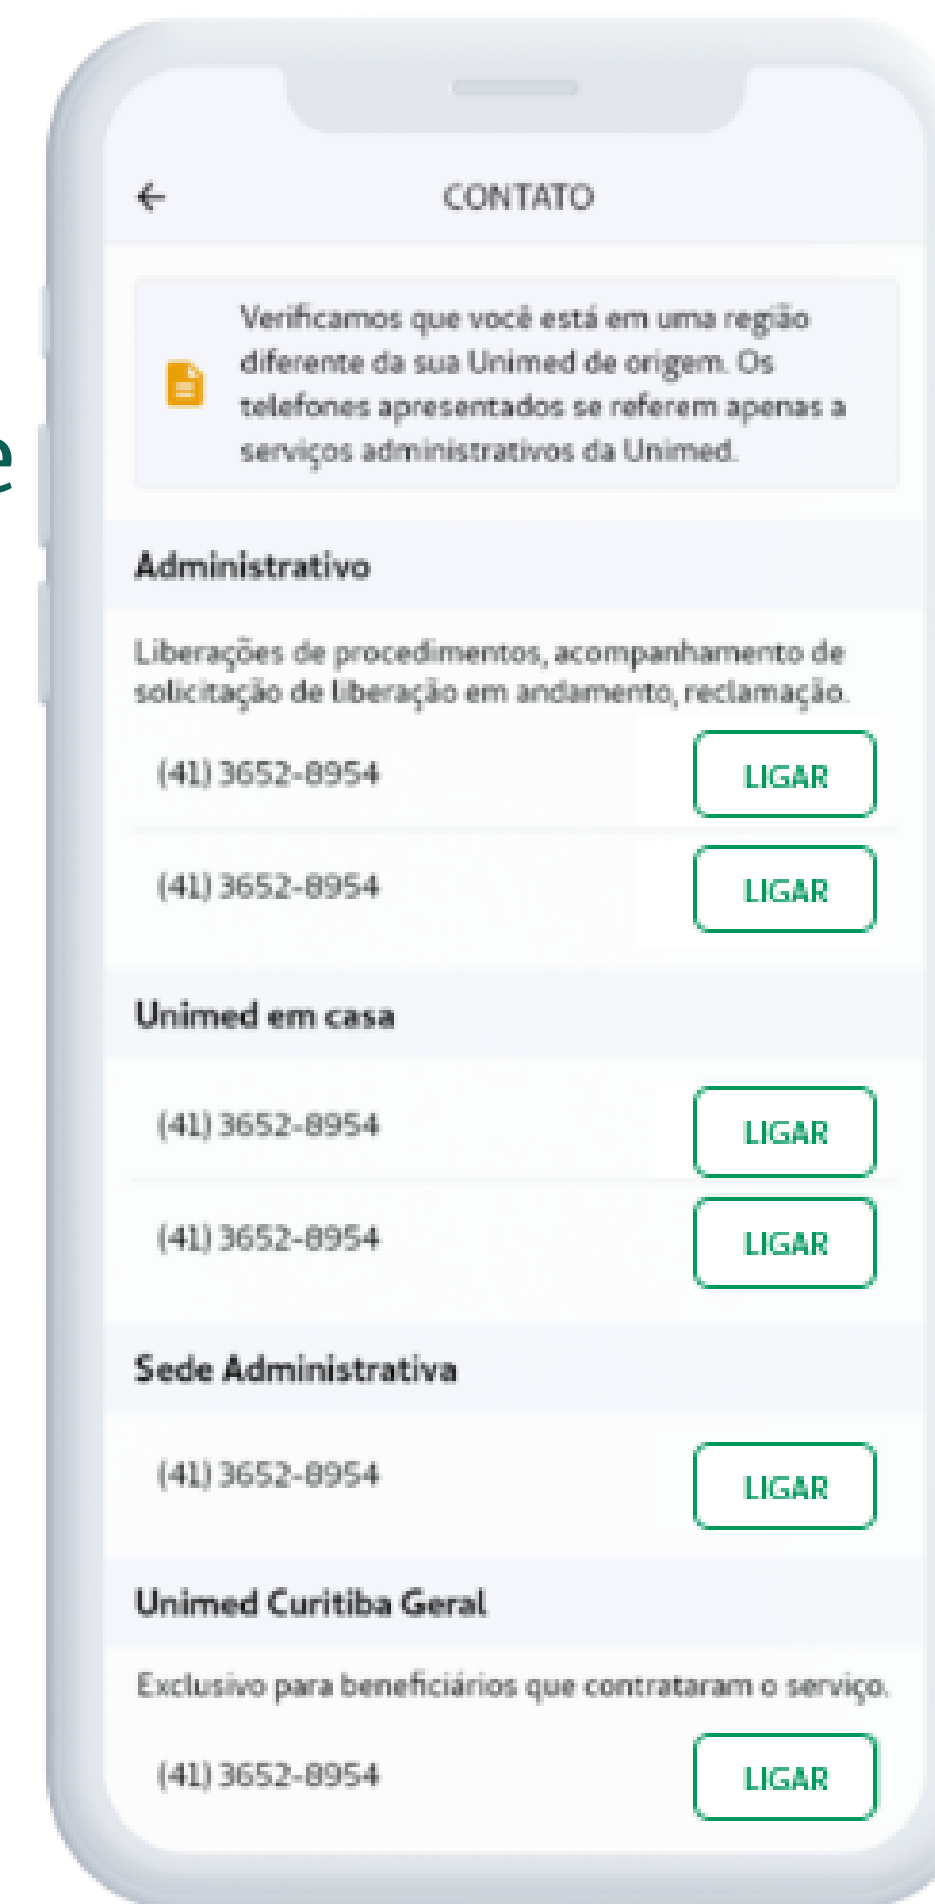 CONTATO
Verificamos que você está em uma região
diferente da sua Unimed de origem. Os
telefones apresentados se referem apenas a
serviços administrativos da Unimed.
e
Administrativo
Liberações de procedimentos, acompanhamento de
solicitação de liberação em andamento, reclamação.
(41) 3652-8954 LIGAR
(41) 3652-8954 LIGAR
Unimed em casa
(41) 3652-8954 LIGAR
(41) 3652-8954 LIGAR
Sede Administrativa
(41) 3652-8954 LIGAR
Unimed Curitiba Geral
Exclusivo para beneficiários que contrataram o serviço.
(41) 3652-8954 LIGAR